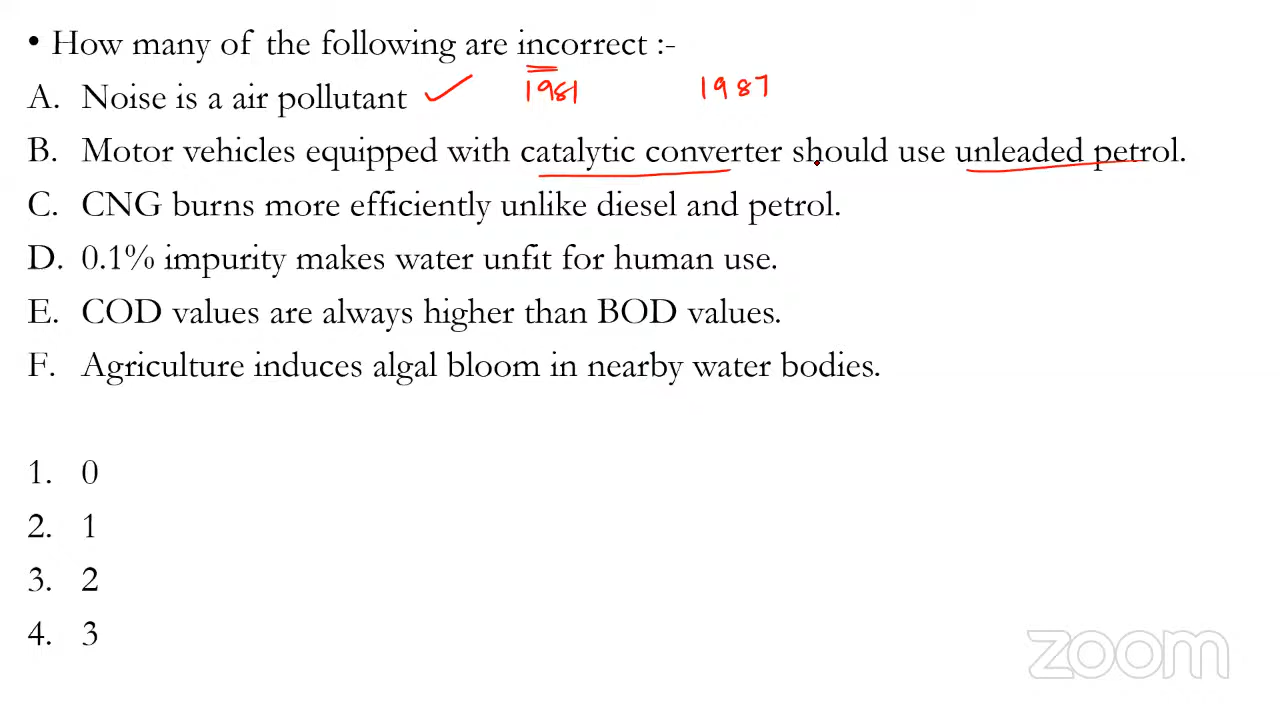 • How many of the following are incorrect :-
A. Noise is a air pollutant ✓ 1981 1987
B. Motor vehicles equipped with catalytic converter should use unleaded petrol.
C. CNG burns more efficiently unlike diesel and petrol.
D. 0.1% impurity makes water unfit for human use.
E. COD values are always higher than BOD values.
F. Agriculture induces algal bloom in nearby water bodies.
1. 0
2. 1
3. 2
4. 3
zoom